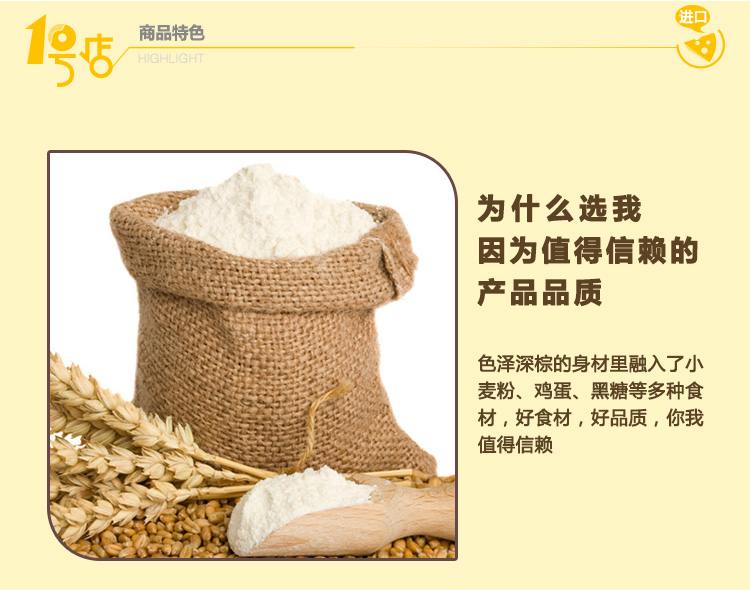 1号店
商品特色
HIGHLIGHT
进口
为什么选我
因为值得信赖的
产品品质
色泽深棕的身材里融入了小
麦粉、鸡蛋、黑糖等多种食
材，好食材，好品质，你我
值得信赖